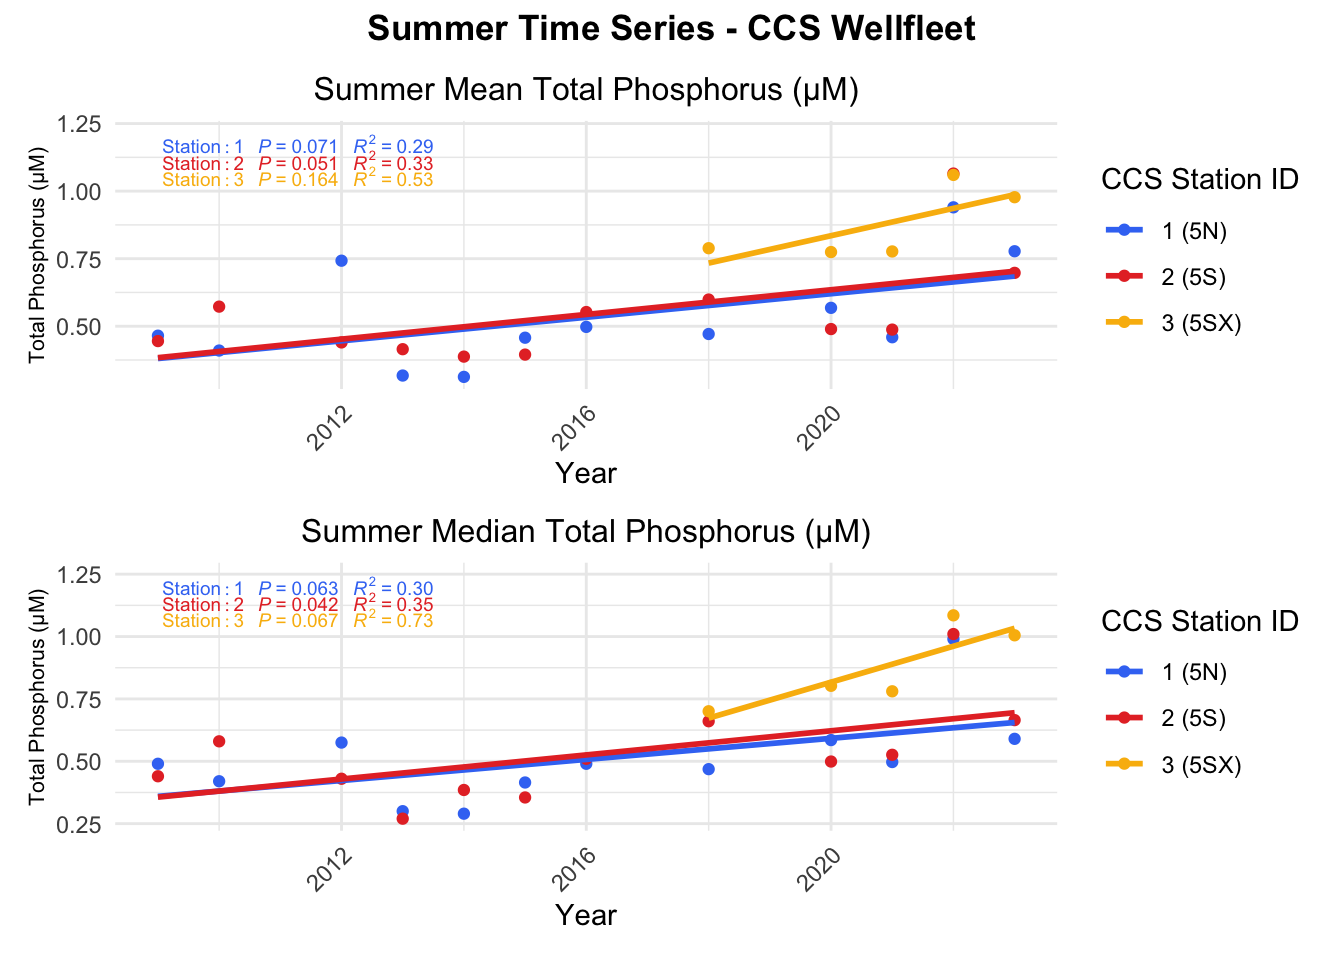 Summer Time Series - CCS Wellfleet
Summer Mean Total Phosphorus (µM)
Total Phosphorus (µM)
1.25
1.00
0.75
0.50
Station : 1 P = 0.071 R² = 0.29
Station : 2 P = 0.051 R² = 0.33
Station : 3 P = 0.164 R² = 0.53
2012
2016
2020
Year
CCS Station ID
1 (5N)
2 (5S)
3 (5SX)
Summer Median Total Phosphorus (µM)
Total Phosphorus (µM)
1.25
1.00
0.75
0.50
0.25
Station : 1 P = 0.063 R² = 0.30
Station : 2 P = 0.042 R² = 0.35
Station : 3 P = 0.067 R² = 0.73
2012
2016
2020
Year
CCS Station ID
1 (5N)
2 (5S)
3 (5SX)